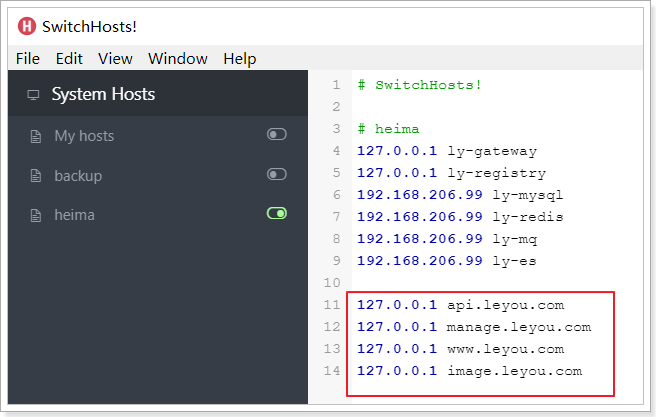 SwitchHosts!
File Edit View Window Help
System Hosts
My hosts
backup
heima
1 # SwitchHosts!
2
3 # heima
4 127.0.0.1 ly-gateway
5 127.0.0.1 ly-registry
6 192.168.206.99 ly-mysql
7 192.168.206.99 ly-redis
8 192.168.206.99 ly-mq
9 192.168.206.99 ly-es
10
11 127.0.0.1 api.leyou.com
12 127.0.0.1 manage.leyou.com
13 127.0.0.1 www.leyou.com
14 127.0.0.1 image.leyou.com